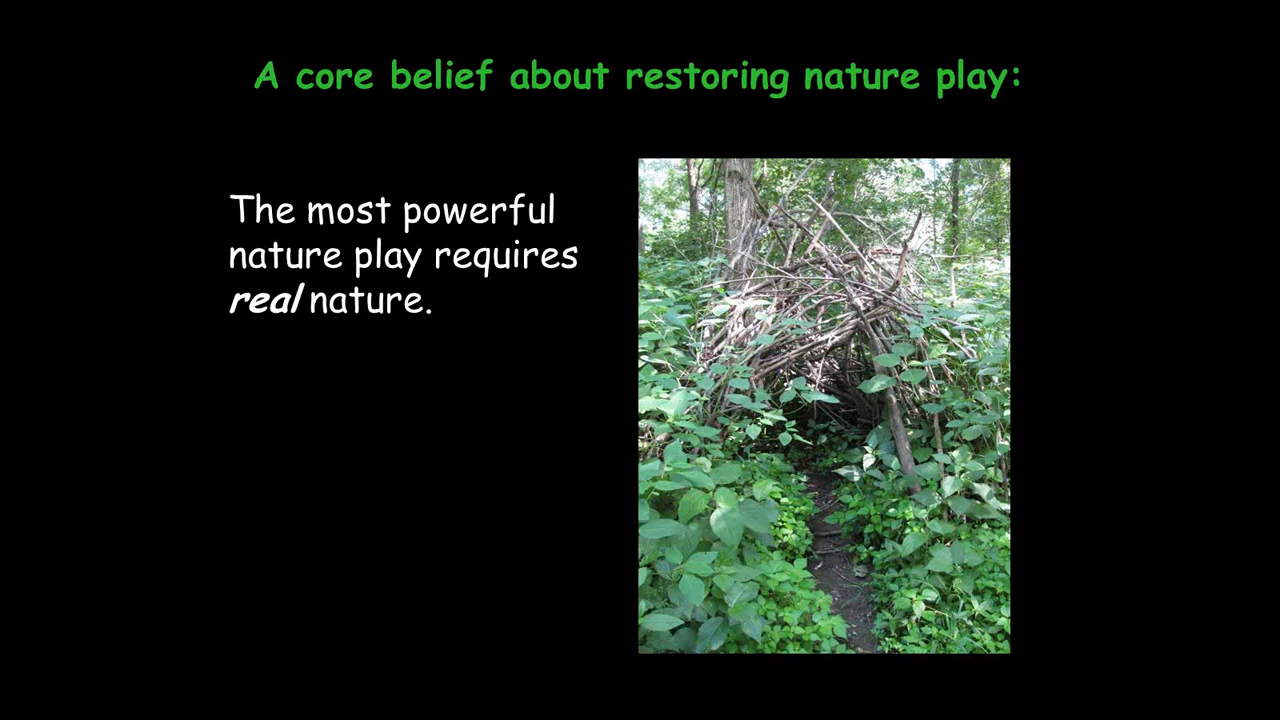 A core belief about restoring nature play:
The most powerful
nature play requires
real nature.